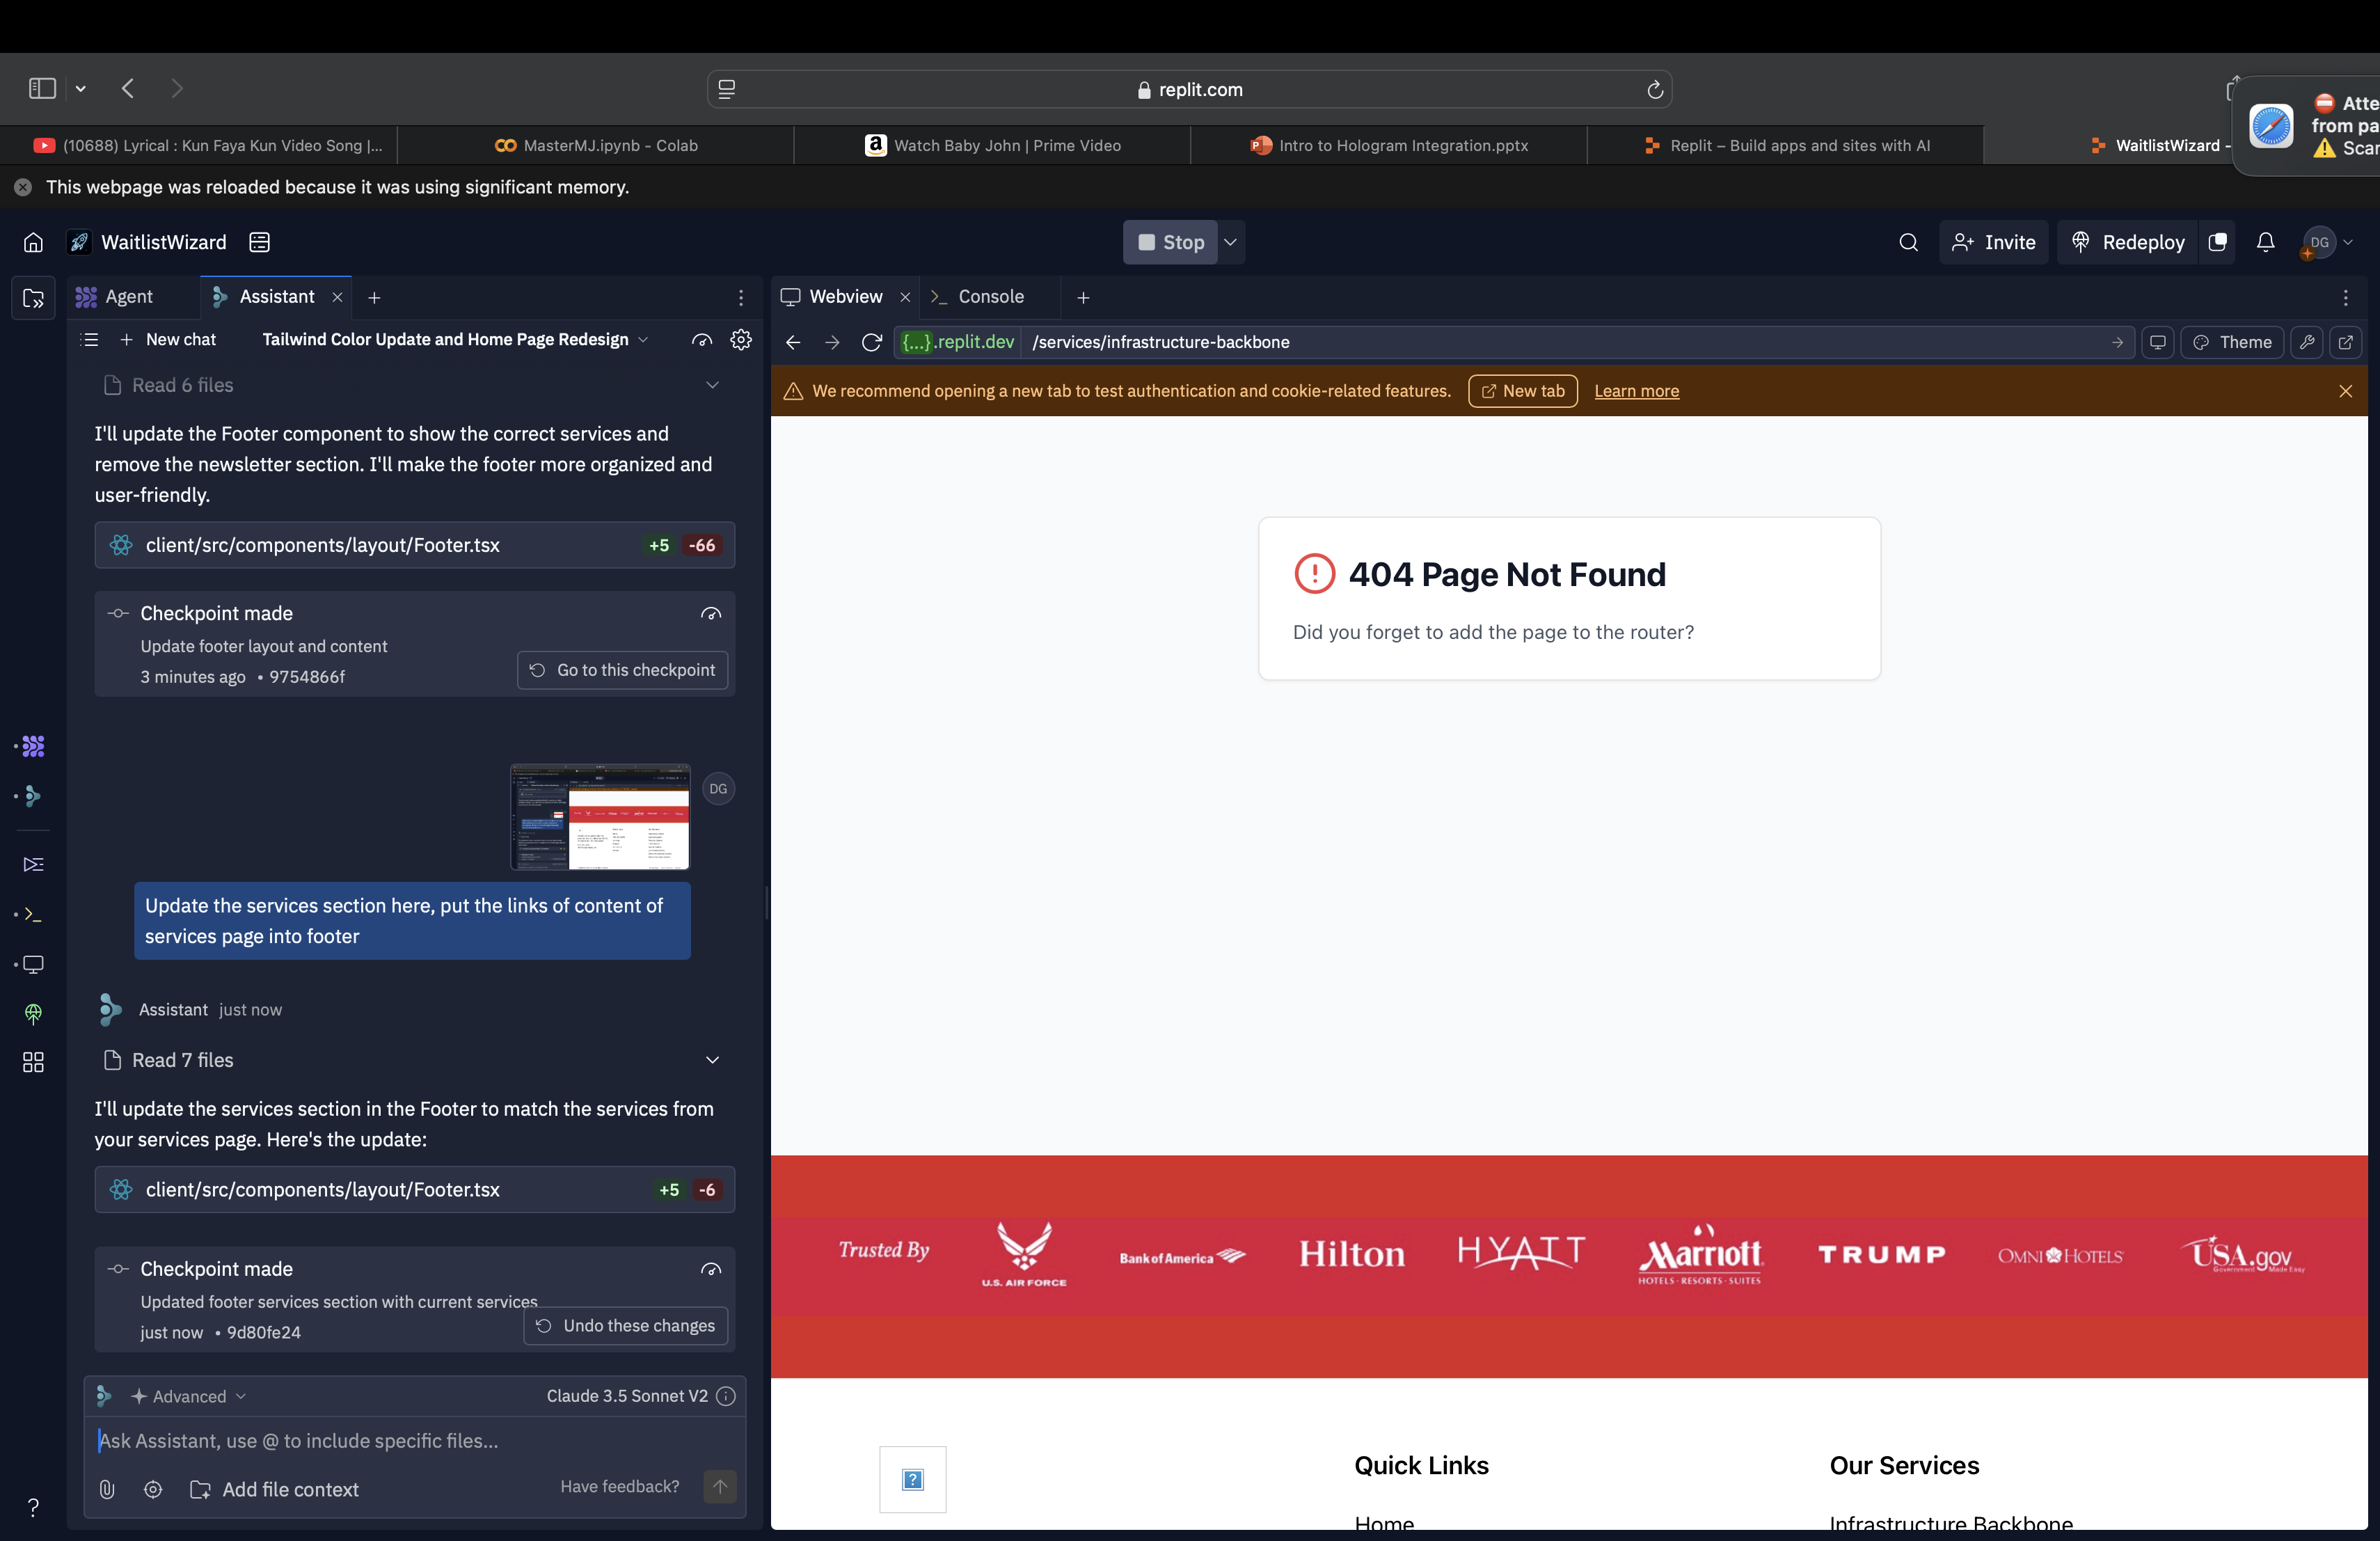 replit.com
(10688) Lyrical : Kun Faya Kun Video Song |...
MasterMJ.ipynb - Colab
Watch Baby John | Prime Video
Intro to Hologram Integration.pptx
Replit – Build apps and sites with AI
WaitlistWizard -
Atte
from pa
Scar
This webpage was reloaded because it was using significant memory.
WaitlistWizard
Stop
Invite
Redeploy
DG
Agent
Assistant
Webview
Console
New chat
Tailwind Color Update and Home Page Redesign
{...}.replit.dev
/services/infrastructure-backbone
Theme
Read 6 files
We recommend opening a new tab to test authentication and cookie-related features.
New tab
Learn more
I'll update the Footer component to show the correct services and
remove the newsletter section. I'll make the footer more organized and
user-friendly.
client/src/components/layout/Footer.tsx
+5 -66
Checkpoint made
Update footer layout and content
3 minutes ago • 9754866f
Go to this checkpoint
DG
Update the services section here, put the links of content of
services page into footer
Assistant just now
Read 7 files
I'll update the services section in the Footer to match the services from
your services page. Here's the update:
client/src/components/layout/Footer.tsx
+5 -6
Checkpoint made
Updated footer services section with current services
just now • 9d80fe24
Undo these changes
Advanced
Claude 3.5 Sonnet V2
Ask Assistant, use @ to include specific files...
Add file context
Have feedback?
404 Page Not Found
Did you forget to add the page to the router?
Trusted By
U.S. AIR FORCE
Bank of America
Hilton
HYATT
Marriott
HOTELS·RESORTS·SUITES
TRUMP
OMNI HOTELS
USA.gov
Government Made Easy
Quick Links
Our Services
Home
Infrastructure Backbone